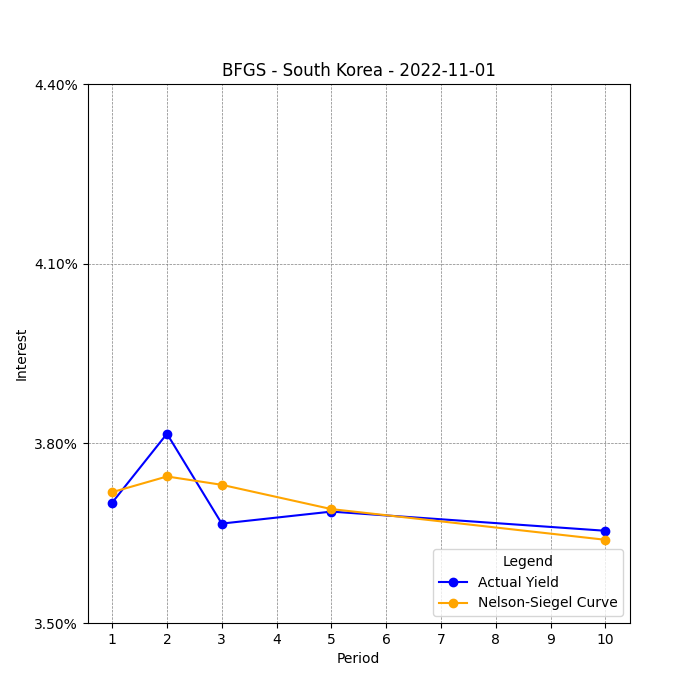 BFGS - South Korea - 2022-11-01
4.40%
4.10%
3.80%
3.50%
Interest
1 2 3 4 5 6 7 8 9 10
Period
Legend
Actual Yield
Nelson-Siegel Curve